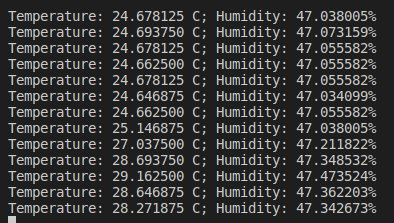 Temperature: 24.678125 C; Humidity: 47.038005%
Temperature: 24.693750 C; Humidity: 47.073159%
Temperature: 24.678125 C; Humidity: 47.055582%
Temperature: 24.662500 C; Humidity: 47.055582%
Temperature: 24.678125 C; Humidity: 47.055582%
Temperature: 24.646875 C; Humidity: 47.034099%
Temperature: 24.662500 C; Humidity: 47.055582%
Temperature: 25.146875 C; Humidity: 47.038005%
Temperature: 27.037500 C; Humidity: 47.211822%
Temperature: 28.693750 C; Humidity: 47.348532%
Temperature: 29.162500 C; Humidity: 47.473524%
Temperature: 28.646875 C; Humidity: 47.362203%
Temperature: 28.271875 C; Humidity: 47.342673%